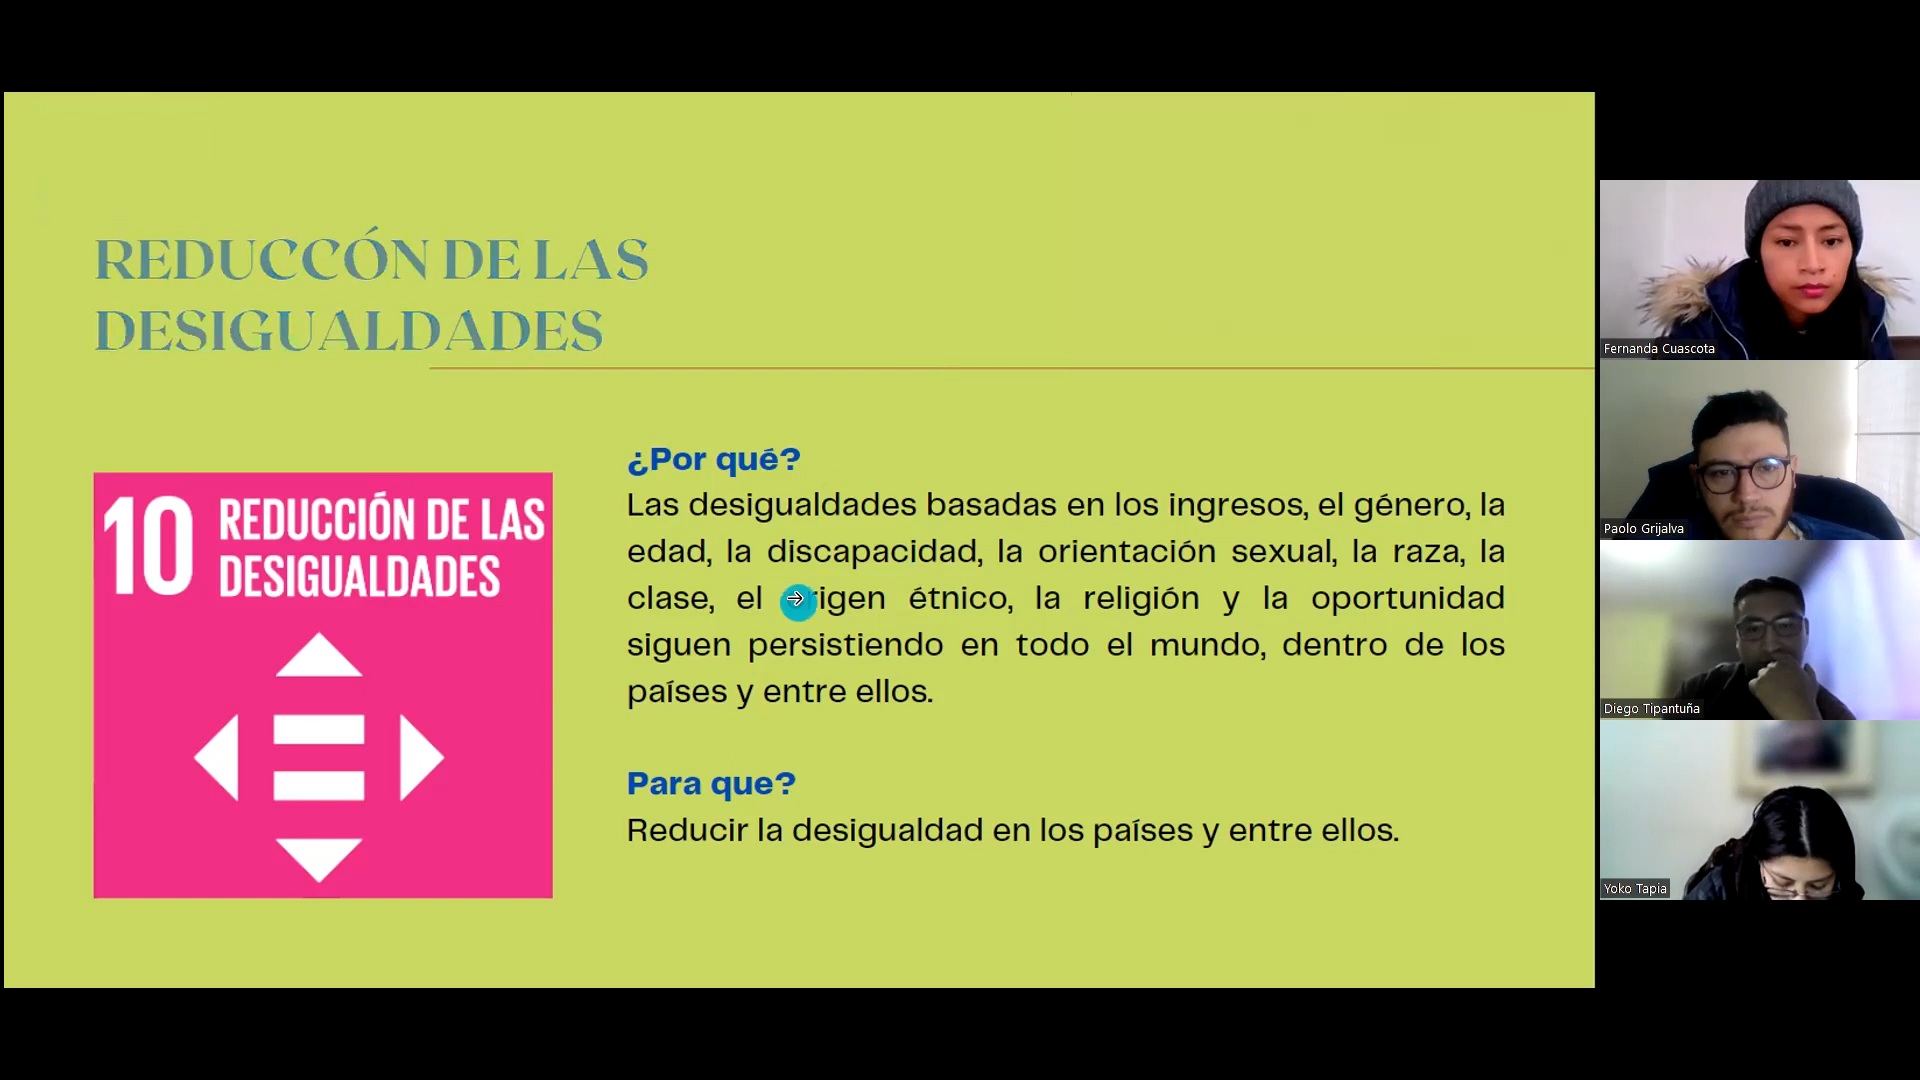 REDUCCÓN DE LAS
DESIGUALDADES
10 REDUCCIÓN DE LAS
DESIGUALDADES
¿Por qué?
Las desigualdades basadas en los ingresos, el género, la
edad, la discapacidad, la orientación sexual, la raza, la
clase, el rigen étnico, la religión y la oportunidad
siguen persistiendo en todo el mundo, dentro de los
países y entre ellos.
Para que?
Reducir la desigualdad en los países y entre ellos.
Fernanda Cuascota
Paolo Grijalva
Diego Tipantuña
Yoko Tapia